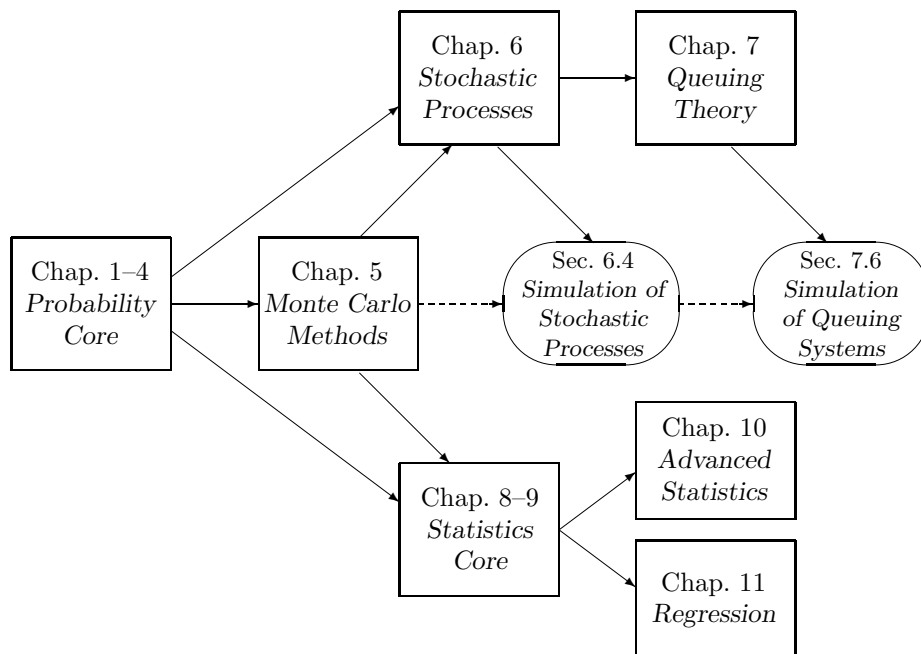 Chap. 6
Stochastic
Processes
Chap. 7
Queuing
Theory
Chap. 1–4
Probability
Core
Chap. 5
Monte Carlo
Methods
Sec. 6.4
Simulation of
Stochastic
Processes
Sec. 7.6
Simulation
of Queuing
Systems
Chap. 8–9
Statistics
Core
Chap. 10
Advanced
Statistics
Chap. 11
Regression